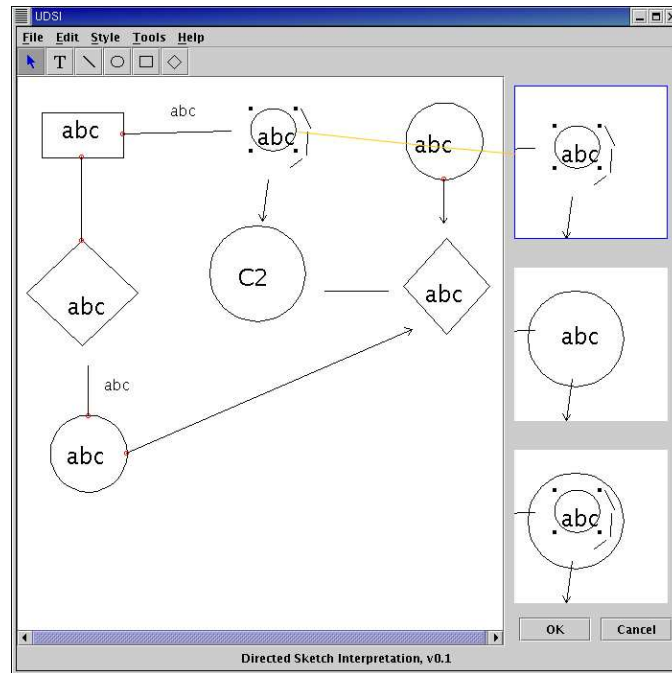 UDSI
File Edit Style Tools Help
T
abc
abc
abc
abc
abc
C2
abc
abc
abc
abc
abc
abc
abc
OK Cancel
Directed Sketch Interpretation, v0.1